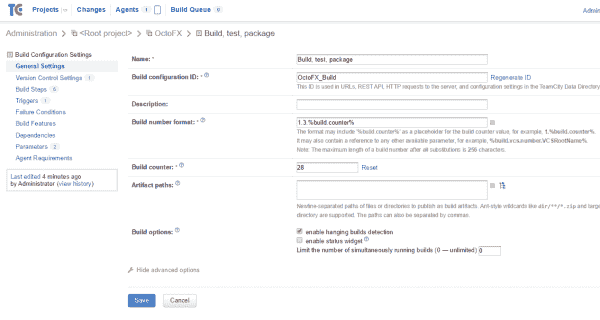 TC Projects Changes Agents 1 Build Queue 0 Admin
Administration > <Root project> > OctoFX > Build, test, package
Build Configuration Settings
General Settings
Version Control Settings 1
Build Steps 6
Triggers 1
Failure Conditions
Build Features
Dependencies
Parameters 2
Agent Requirements
Last edited 4 minutes ago
by Administrator (view history)
Name: * Build, test, package
Build configuration ID: * OctoFX_Build Regenerate ID
This ID is used in URLs, REST API, HTTP requests to the server, and configuration settings in the TeamCity Data Directory
Description:
Build number format: * 1.3.%build.counter%
The format may include '%build.counter%' as a placeholder for the build counter value, for example, 1.%build.counter%.
It may also contain a reference to any other available parameter, for example, %build.vcs.number.VCSRootName%.
Note: The maximum length of a build number after all substitutions is 256 characters.
Build counter: * 28 Reset
Artifact paths:
Newline-separated paths of files or directories to publish as build artifacts. Ant-style wildcards like dir/**/*.zip and targe
directory are supported. The paths can also be separated by commas.
Build options: enable hanging builds detection
enable status widget
Limit the number of simultaneously running builds (0 — unlimited) 0
Hide advanced options
Save Cancel